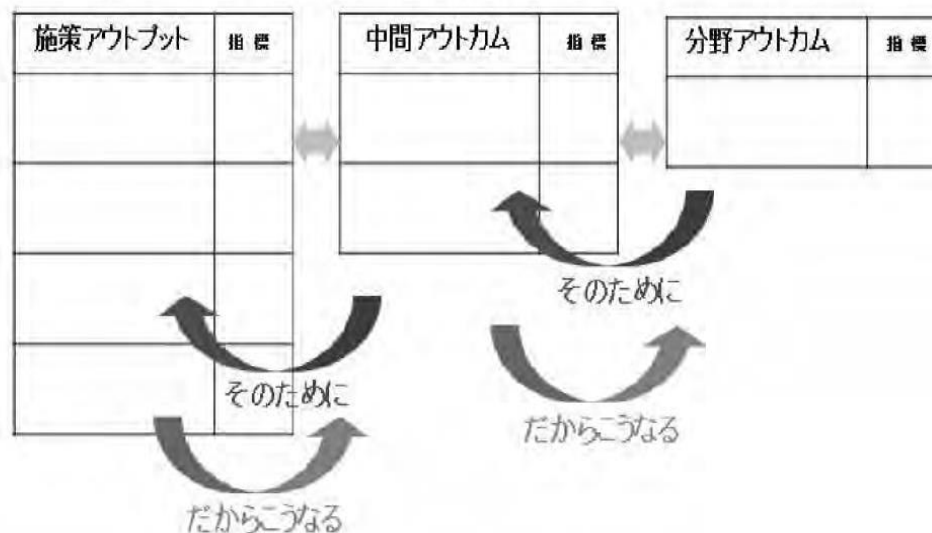 施策アウトプット 指標 中間アウトカム 指標 分野アウトカム 指標
そのために
そのために
だからこうなる
だからこうなる